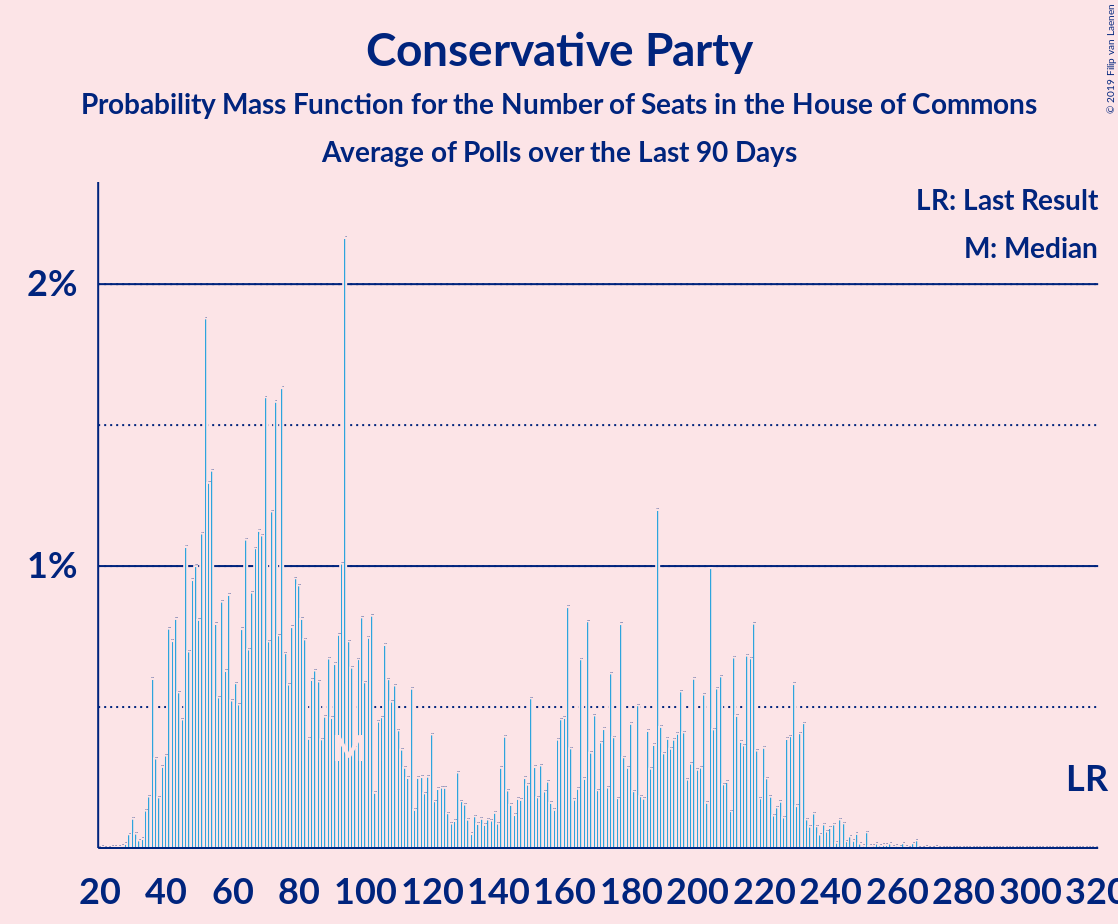 Conservative Party
Probability Mass Function for the Number of Seats in the House of Commons
Average of Polls over the Last 90 Days
© 2019 Filip van Laenen
LR: Last Result
M: Median
2%
1%
M
LR
20 40 60 80 100 120 140 160 180 200 220 240 260 280 300 320